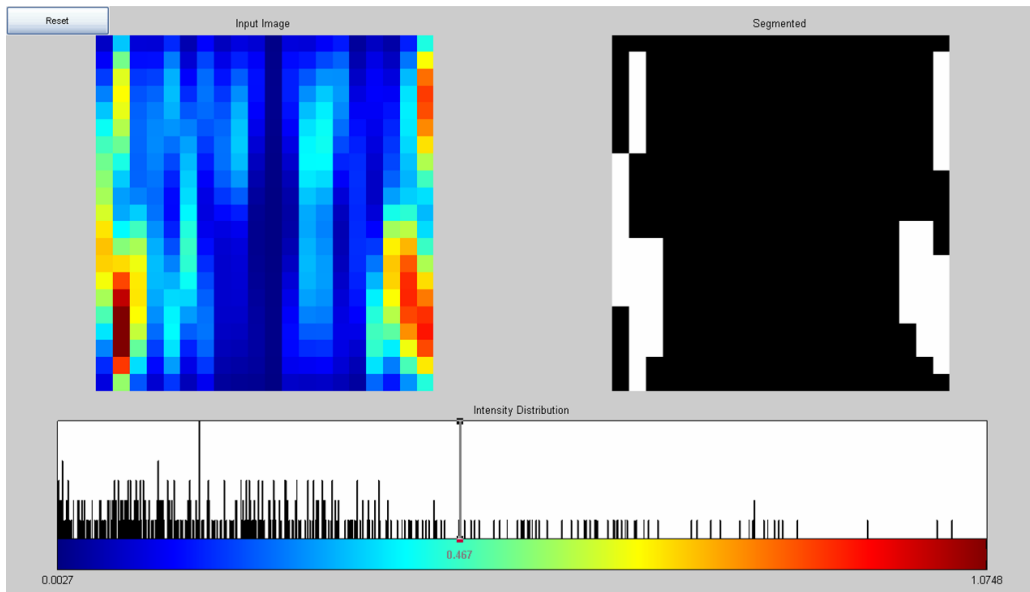 Reset
Input Image
Segmented
Intensity Distribution
0.467
0.0027
1.0748